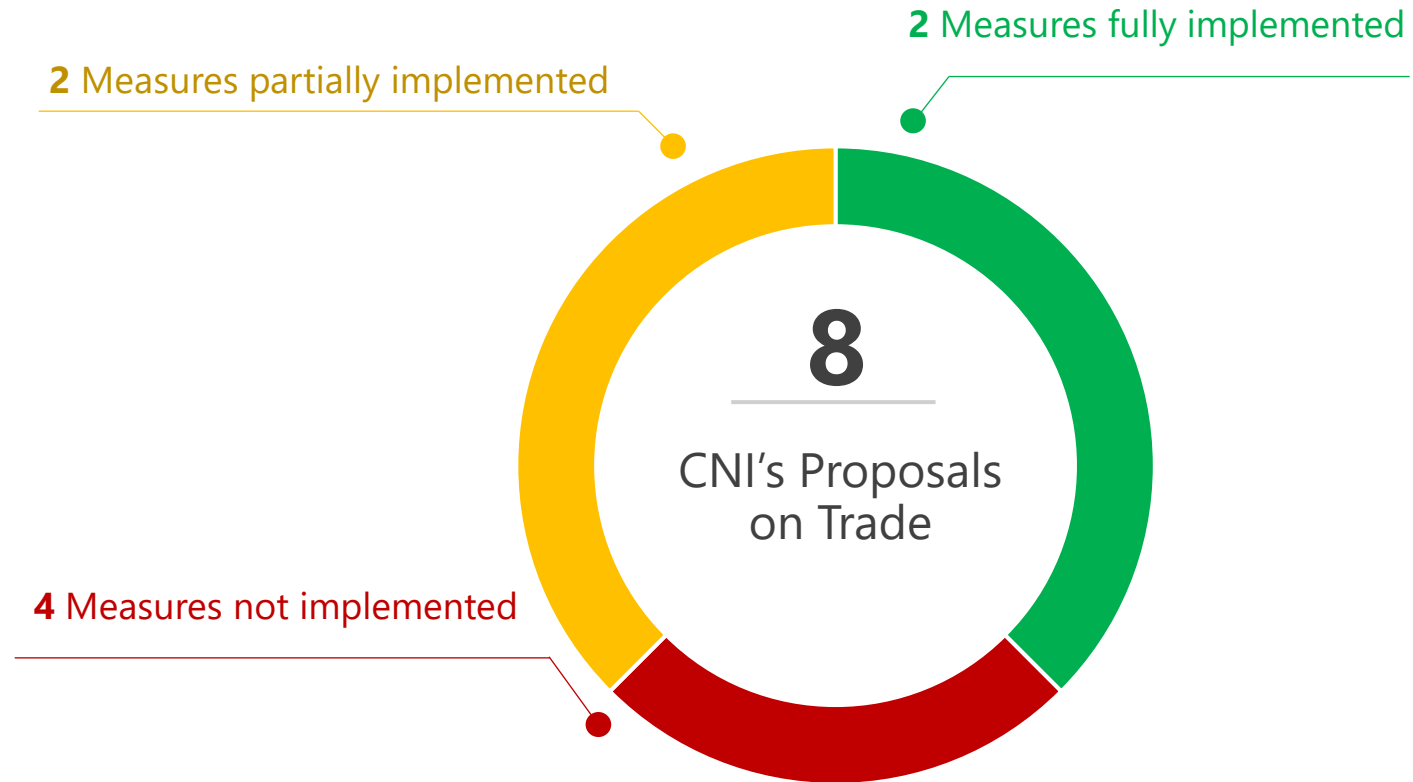 2 Measures fully implemented
2 Measures partially implemented
8
CNI’s Proposals
on Trade
4 Measures not implemented